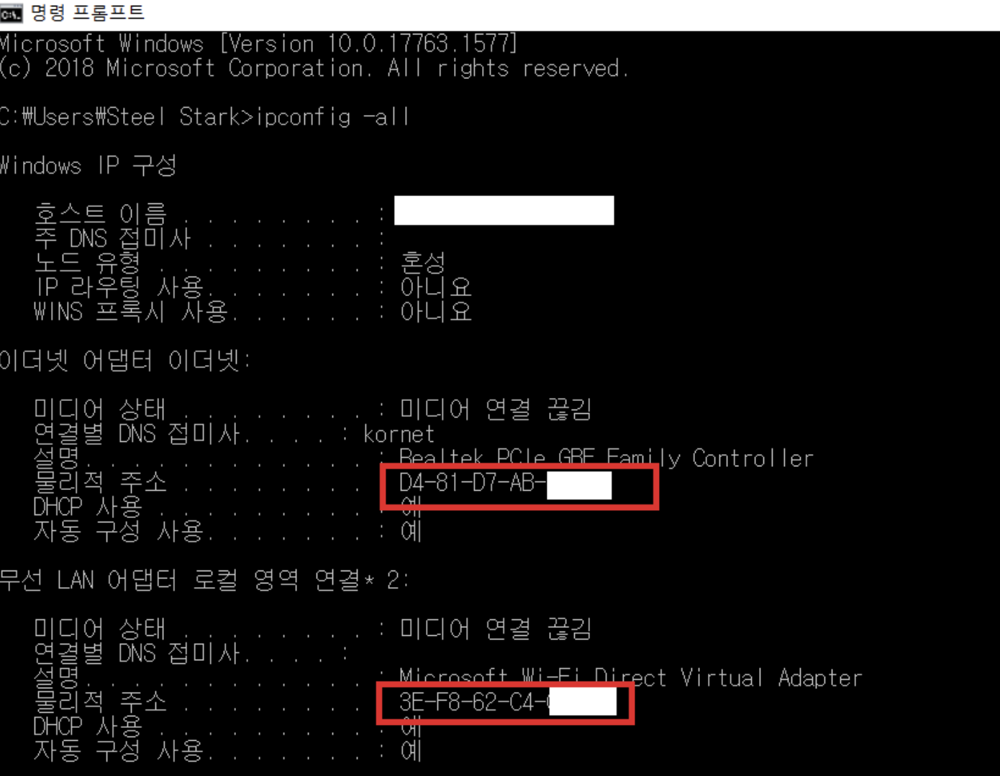 명령 프롬프트
Microsoft Windows [Version 10.0.17763.1577]
(c) 2018 Microsoft Corporation. All rights reserved.
C:₩Users₩Steel Stark>ipconfig -all
Windows IP 구성
호스트 이름 . . . . . . . . :
주 DNS 접미사 . . . . . . . :
노드 유형 . . . . . . . . . : 혼성
IP 라우팅 사용. . . . . . . : 아니요
WINS 프록시 사용. . . . . . : 아니요
이더넷 어댑터 이더넷:
미디어 상태 . . . . . . . . : 미디어 연결 끊김
연결별 DNS 접미사. . . . : kornet
설명. . . . . . . . . . . . : Realtek PCIe GBE Family Controller
물리적 주소 . . . . . . . . : D4-81-D7-AB-
DHCP 사용 . . . . . . . . . : 예
자동 구성 사용. . . . . . . : 예
무선 LAN 어댑터 로컬 영역 연결* 2:
미디어 상태 . . . . . . . . : 미디어 연결 끊김
연결별 DNS 접미사. . . . :
설명. . . . . . . . . . . . : Microsoft Wi-Fi Direct Virtual Adapter
물리적 주소 . . . . . . . . : 3E-F8-62-C4-
DHCP 사용 . . . . . . . . . : 예
자동 구성 사용. . . . . . . : 예